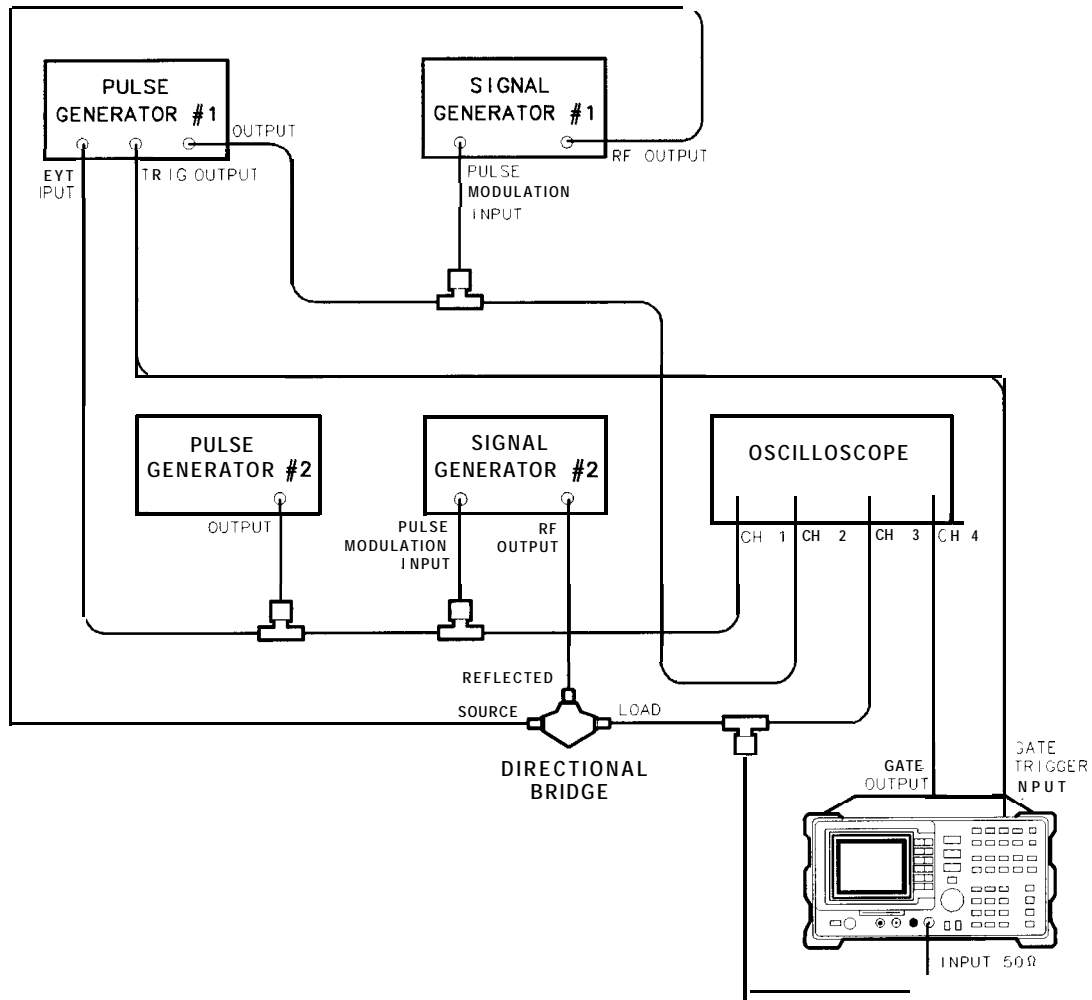 PULSE
GENERATOR #1
OUTPUT
EYT
IPUT
TRIG OUTPUT
SIGNAL
GENERATOR #1
RF OUTPUT
PULSE
MODULATION
INPUT
PULSE
GENERATOR #2
OUTPUT
SIGNAL
GENERATOR #2
PULSE
MODULATION
INPUT
RF
OUTPUT
OSCILLOSCOPE
CH 1 CH 2 CH 3 CH 4
REFLECTED
SOURCE
LOAD
DIRECTIONAL
BRIDGE
GATE
OUTPUT
GATE
TRIGGER
NPUT
INPUT 50Ω